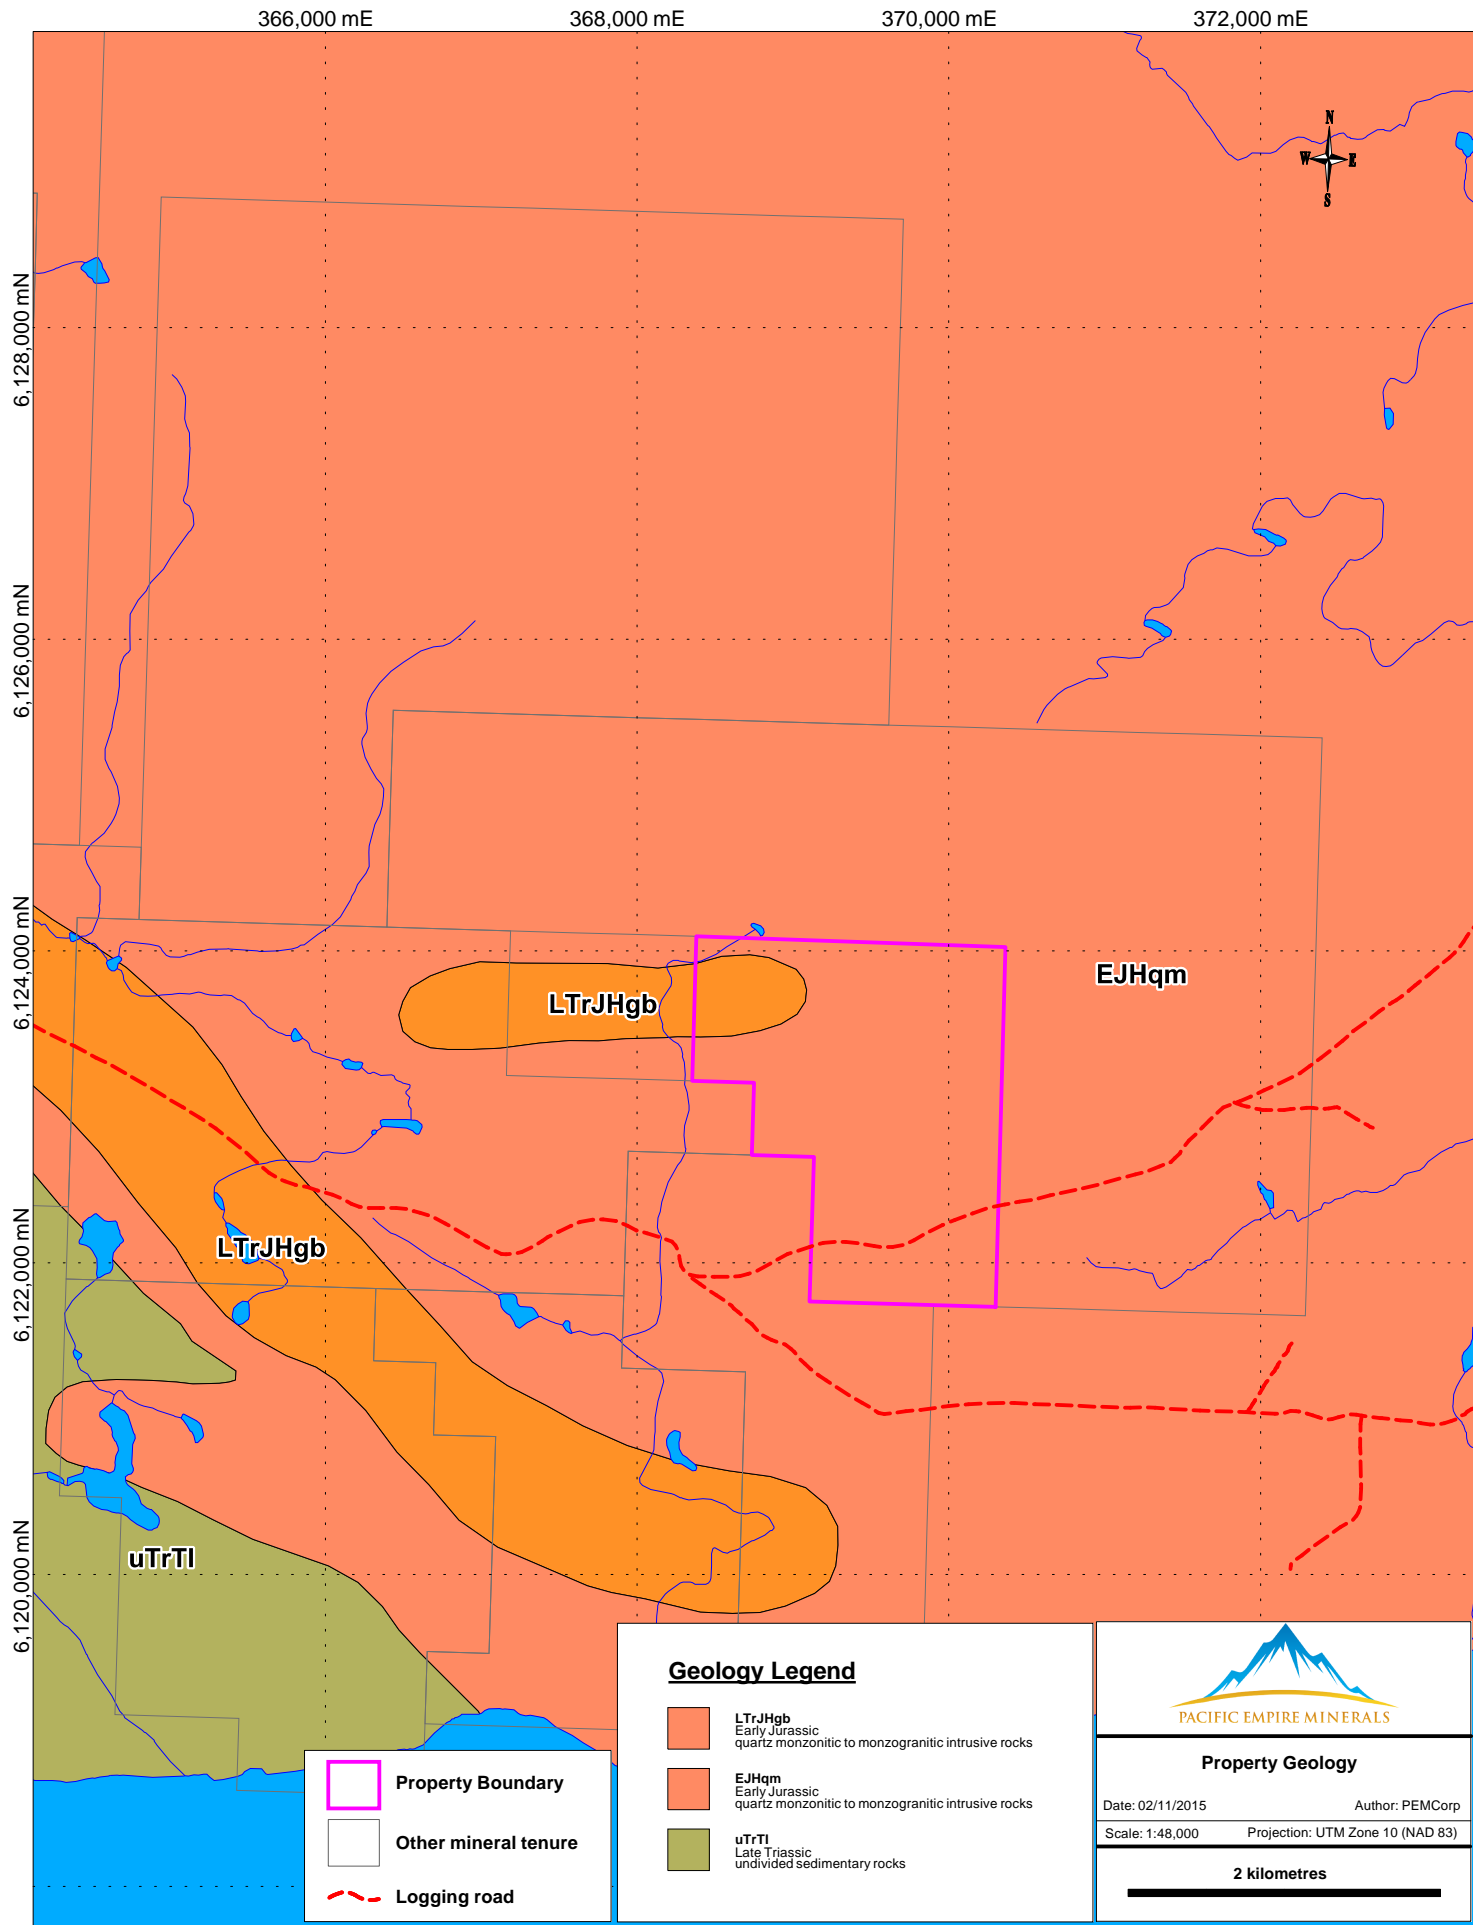 366,000 mE
368,000 mE
370,000 mE
372,000 mE
N
W
E
S
6,128,000 mN
6,126,000 mN
6,124,000 mN
6,122,000 mN
6,120,000 mN
EJHqm
LTrJHgb
LTrJHgb
uTrTl
Property Boundary
Other mineral tenure
Logging road
Geology Legend
LTrJHgb
Early Jurassic
quartz monzonitic to monzogranitic intrusive rocks
EJHqm
Early Jurassic
quartz monzonitic to monzogranitic intrusive rocks
uTrTl
Late Triassic
undivided sedimentary rocks
PACIFIC EMPIRE MINERALS
Property Geology
Date: 02/11/2015
Author: PEMCorp
Scale: 1:48,000
Projection: UTM Zone 10 (NAD 83)
2 kilometres